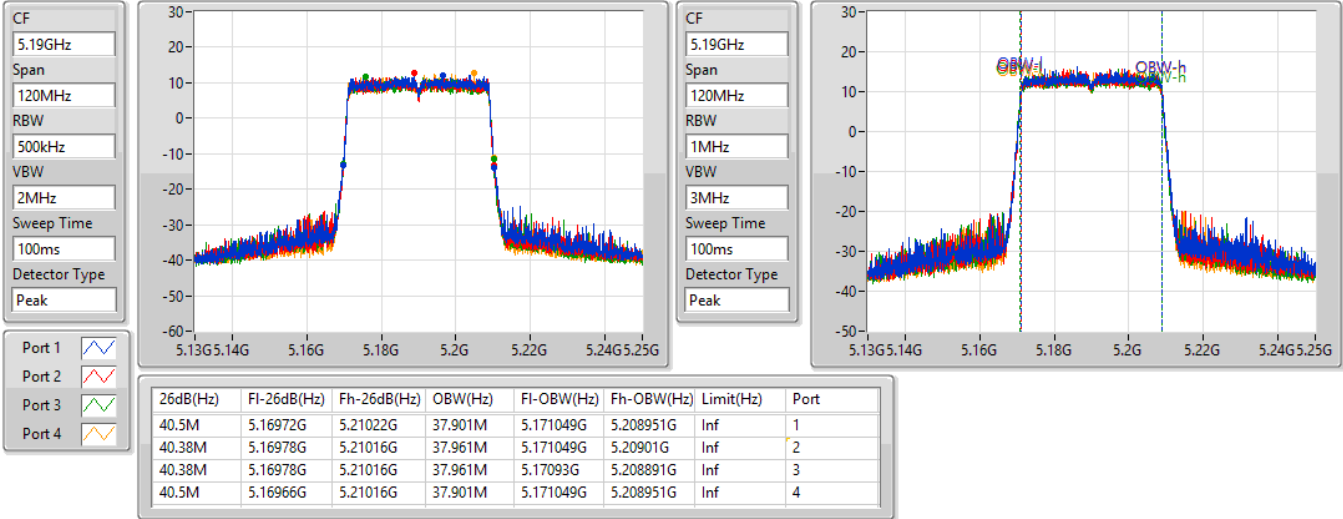 CF
5.19GHz
Span
120MHz
RBW
500kHz
VBW
2MHz
Sweep Time
100ms
Detector Type
Peak
30
20
10
0
-10
-20
-30
-40
-50
-60
5.13G 5.14G 5.16G 5.18G 5.2G 5.22G 5.24G 5.25G
CF
5.19GHz
Span
120MHz
RBW
1MHz
VBW
3MHz
Sweep Time
100ms
Detector Type
Peak
30
20
10
0
-10
-20
-30
-40
-50
OBW-l OBW-h
OBW-h
5.13G 5.14G 5.16G 5.18G 5.2G 5.22G 5.24G 5.25G
Port 1
Port 2
Port 3
Port 4
26dB(Hz) Fl-26dB(Hz) Fh-26dB(Hz) OBW(Hz) Fl-OBW(Hz) Fh-OBW(Hz) Limit(Hz) Port
40.5M 5.16972G 5.21022G 37.901M 5.171049G 5.208951G Inf 1
40.38M 5.16978G 5.21016G 37.961M 5.171049G 5.20901G Inf 2
40.38M 5.16978G 5.21016G 37.961M 5.17093G 5.208891G Inf 3
40.5M 5.16966G 5.21016G 37.901M 5.171049G 5.208951G Inf 4